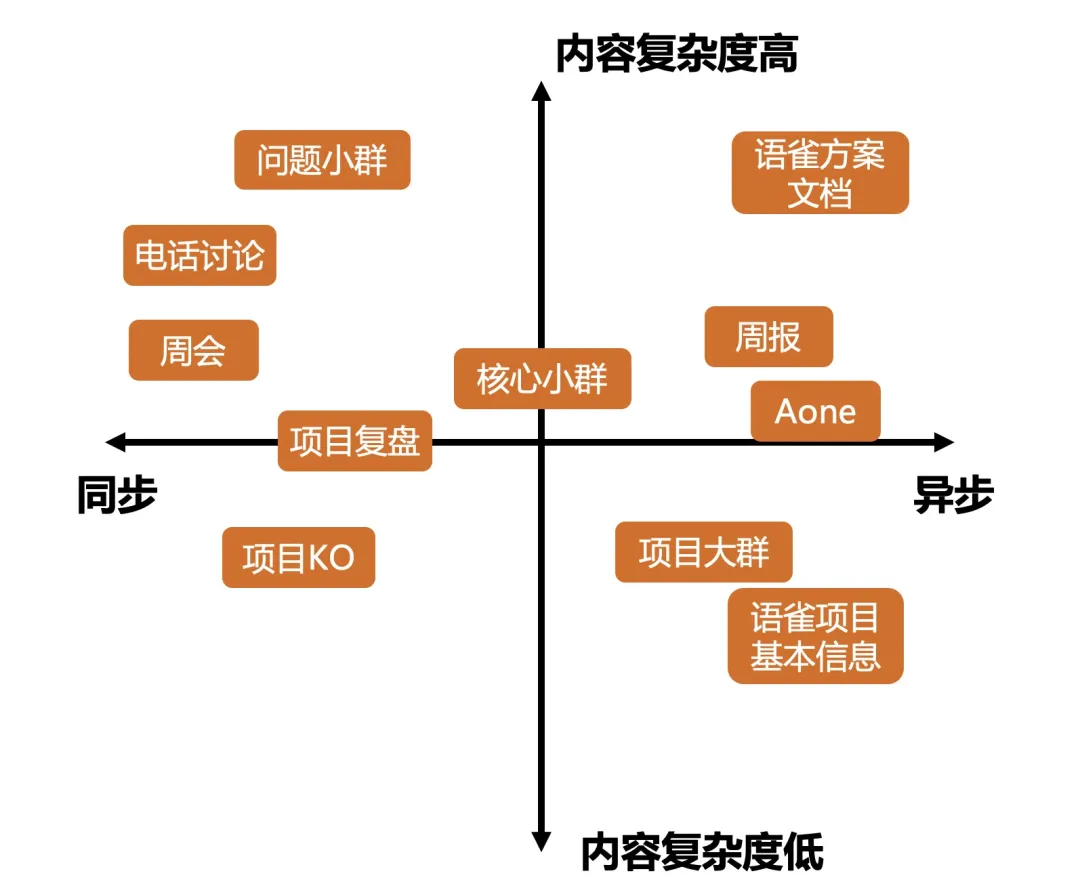 内容复杂度高
问题小群
语雀方案
文档
电话讨论
周会
周报
核心小群
Aone
项目复盘
同步
异步
项目KO
项目大群
语雀项目
基本信息
内容复杂度低